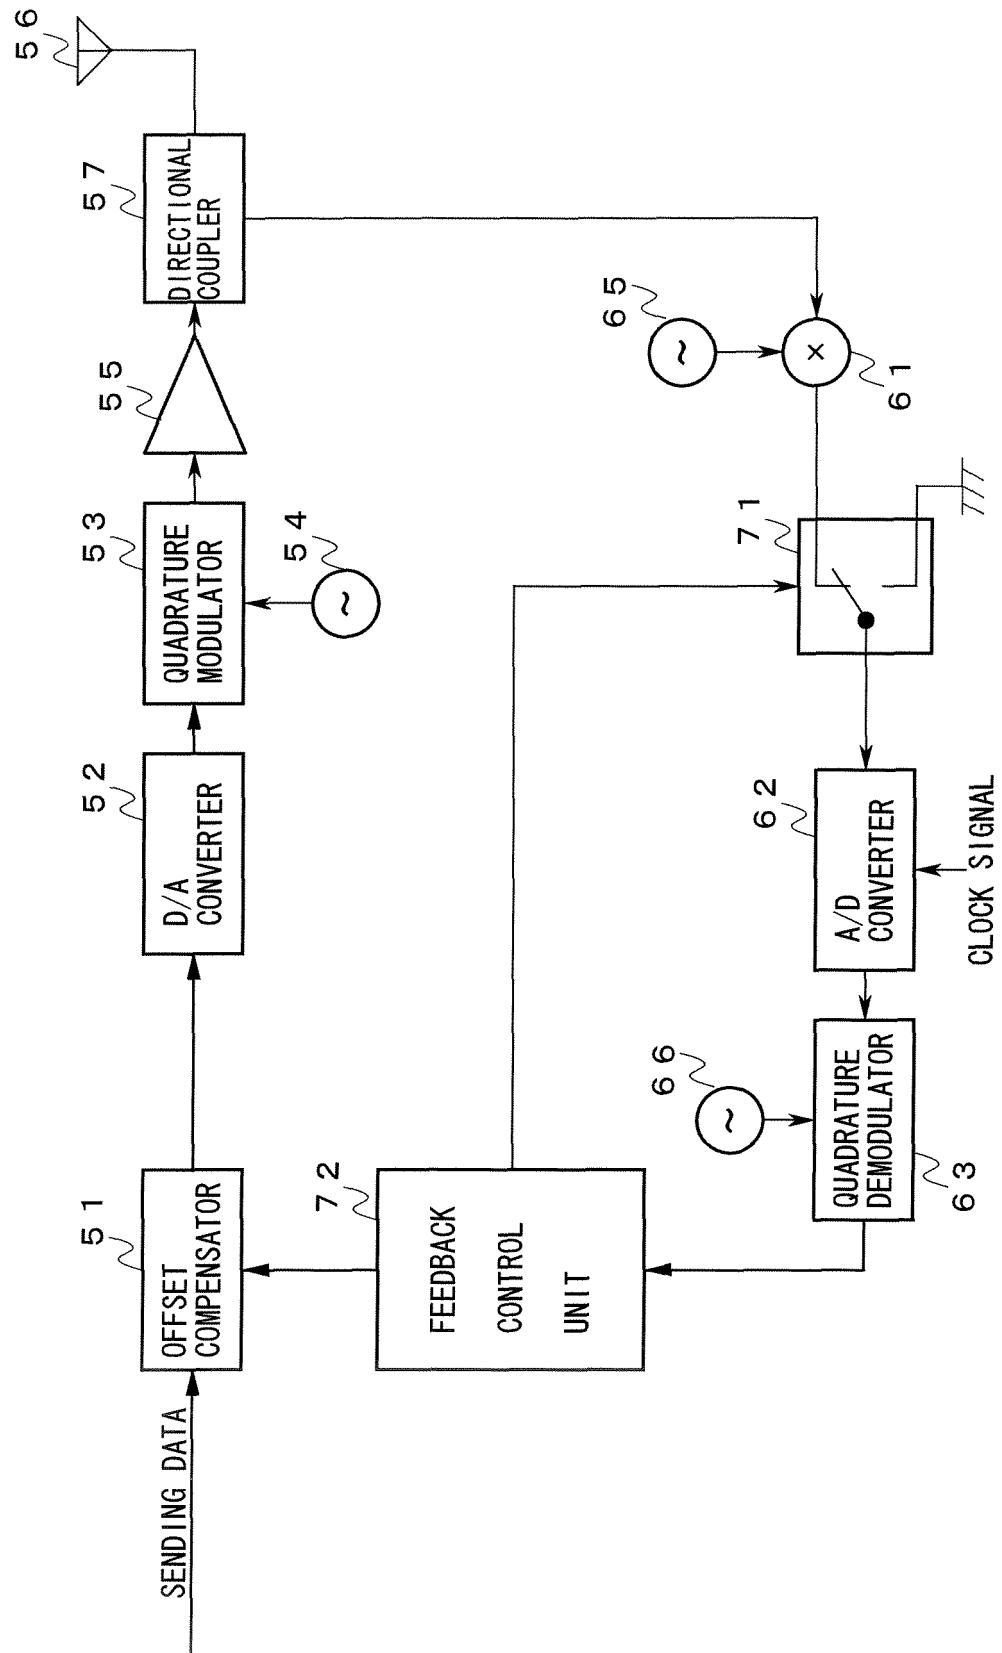 SENDING DATA
51
OFFSET
COMPENSATOR
52
D/A
CONVERTER
53
QUADRATURE
MODULATOR
54
~
55
57
DIRECTIONAL
COUPLER
56
72
FEEDBACK
CONTROL
UNIT
66
~
QUADRATURE
DEMODULATOR
63
62
A/D
CONVERTER
CLOCK SIGNAL
71
65
~
×
61